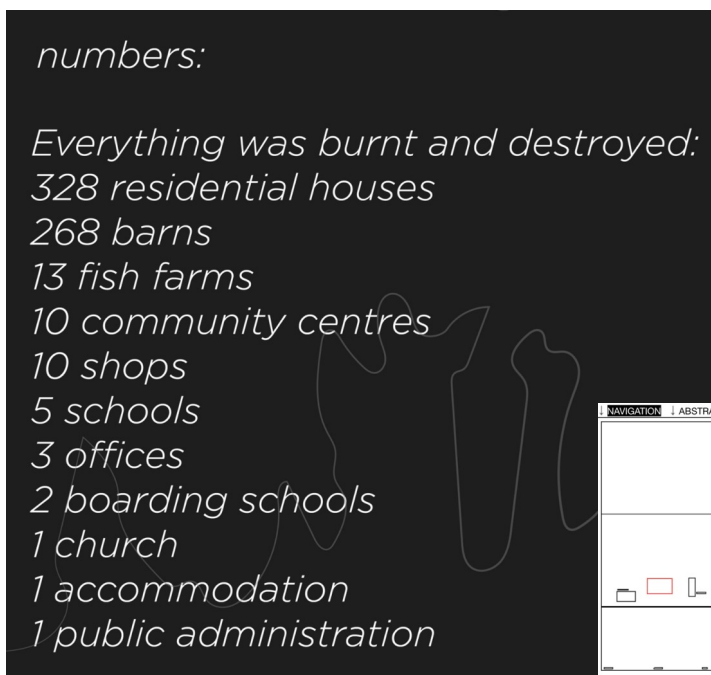 numbers:
Everything was burnt and destroyed:
328 residential houses
268 barns
13 fish farms
10 community centres
10 shops
5 schools
3 offices
2 boarding schools
1 church
1 accommodation
1 public administration
↓ NAVIGATION ↓ ABSTRA